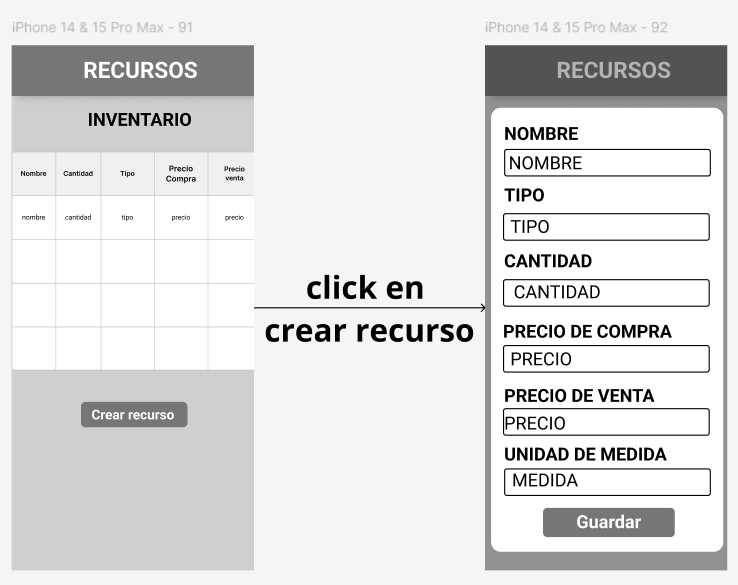 iPhone 14 & 15 Pro Max - 91
RECURSOS
INVENTARIO
Nombre Cantidad Tipo Precio Compra Precio venta
nombre cantidad tipo precio precio
Crear recurso
click en
crear recurso
iPhone 14 & 15 Pro Max - 92
RECURSOS
NOMBRE
NOMBRE
TIPO
TIPO
CANTIDAD
CANTIDAD
PRECIO DE COMPRA
PRECIO
PRECIO DE VENTA
PRECIO
UNIDAD DE MEDIDA
MEDIDA
Guardar